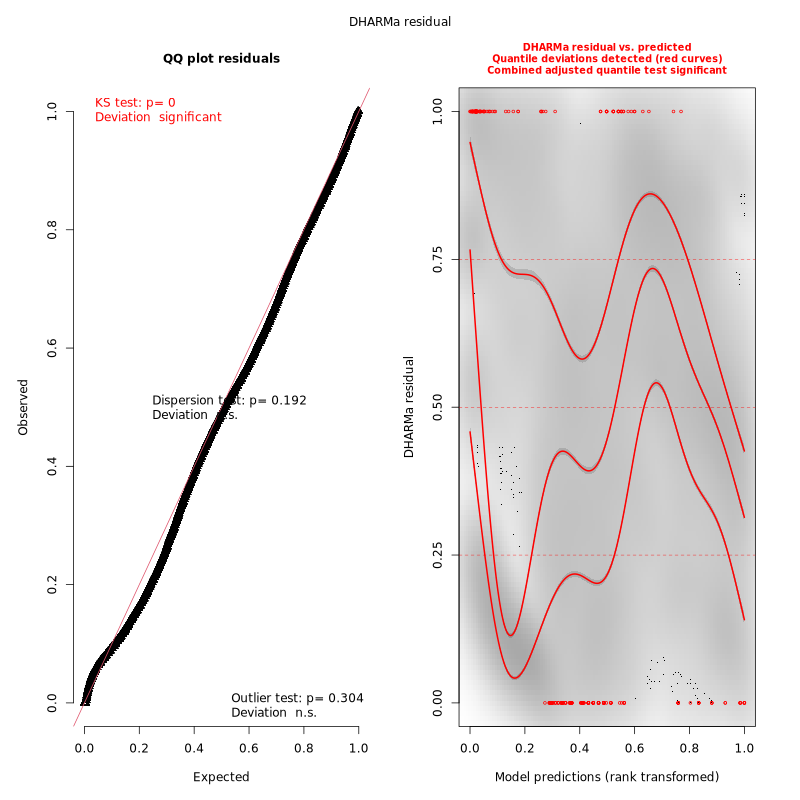 DHARMa residual
QQ plot residuals
KS test: p= 0
Deviation significant
Dispersion test: p= 0.192
Deviation n.s.
Outlier test: p= 0.304
Deviation n.s.
Observed
0.0
0.2
0.4
0.6
0.8
1.0
0.0
0.2
0.4
0.6
0.8
1.0
Expected
DHARMa residual vs. predicted
Quantile deviations detected (red curves)
Combined adjusted quantile test significant
DHARMa residual
0.00
0.25
0.50
0.75
1.00
0.0
0.2
0.4
0.6
0.8
1.0
Model predictions (rank transformed)